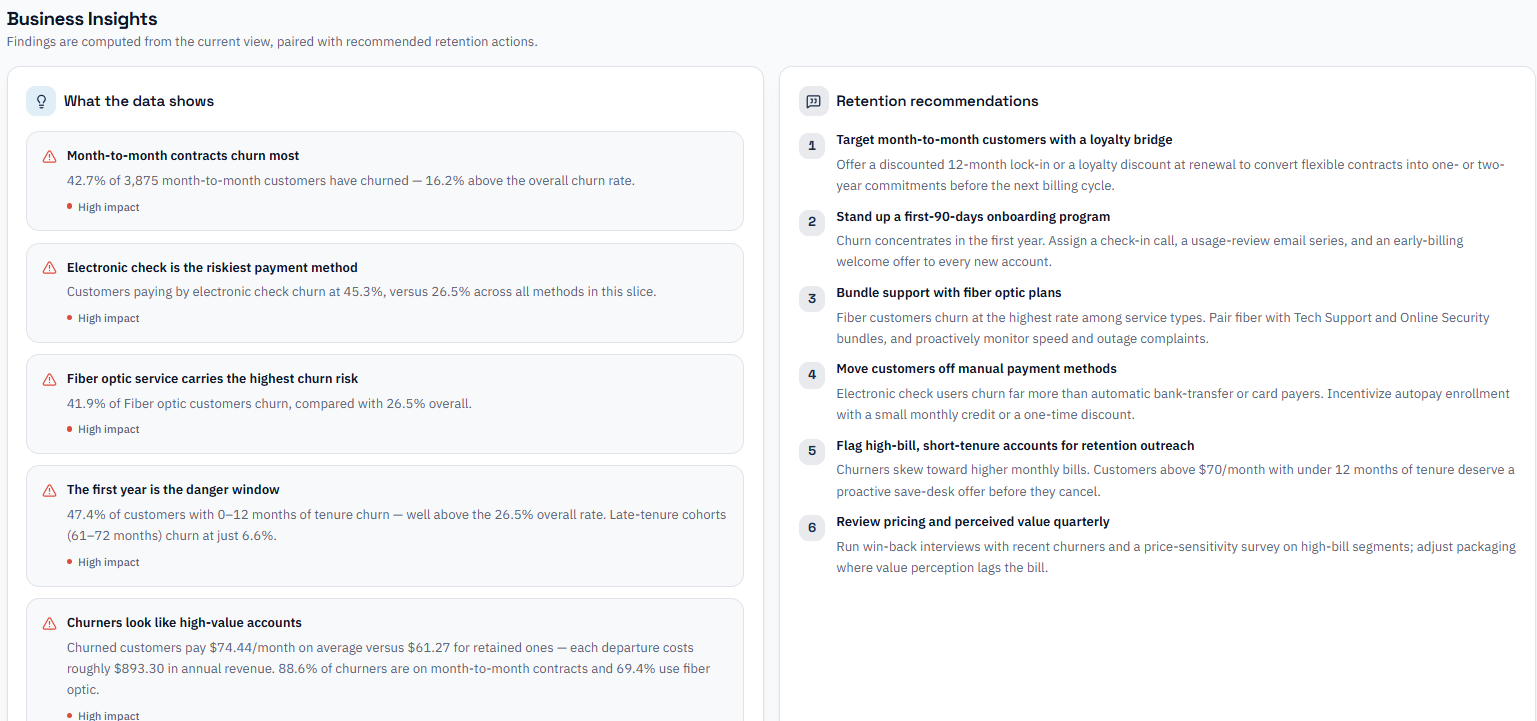 Business Insights
Findings are computed from the current view, paired with recommended retention actions.
What the data shows
Month-to-month contracts churn most
42.7% of 3,875 month-to-month customers have churned — 16.2% above the overall churn rate.
High impact
Electronic check is the riskiest payment method
Customers paying by electronic check churn at 45.3%, versus 26.5% across all methods in this slice.
High impact
Fiber optic service carries the highest churn risk
41.9% of Fiber optic customers churn, compared with 26.5% overall.
High impact
The first year is the danger window
47.4% of customers with 0–12 months of tenure churn — well above the 26.5% overall rate. Late-tenure cohorts
(61–72 months) churn at just 6.6%.
High impact
Churners look like high-value accounts
Churned customers pay $74.44/month on average versus $61.27 for retained ones — each departure costs
roughly $893.30 in annual revenue. 88.6% of churners are on month-to-month contracts and 69.4% use fiber
optic.
High impact
Retention recommendations
1
Target month-to-month customers with a loyalty bridge
Offer a discounted 12-month lock-in or a loyalty discount at renewal to convert flexible contracts into one- or two-
year commitments before the next billing cycle.
2
Stand up a first-90-days onboarding program
Churn concentrates in the first year. Assign a check-in call, a usage-review email series, and an early-billing
welcome offer to every new account.
3
Bundle support with fiber optic plans
Fiber customers churn at the highest rate among service types. Pair fiber with Tech Support and Online Security
bundles, and proactively monitor speed and outage complaints.
4
Move customers off manual payment methods
Electronic check users churn far more than automatic bank-transfer or card payers. Incentivize autopay enrollment
with a small monthly credit or a one-time discount.
5
Flag high-bill, short-tenure accounts for retention outreach
Churners skew toward higher monthly bills. Customers above $70/month with under 12 months of tenure deserve a
proactive save-desk offer before they cancel.
6
Review pricing and perceived value quarterly
Run win-back interviews with recent churners and a price-sensitivity survey on high-bill segments; adjust packaging
where value perception lags the bill.